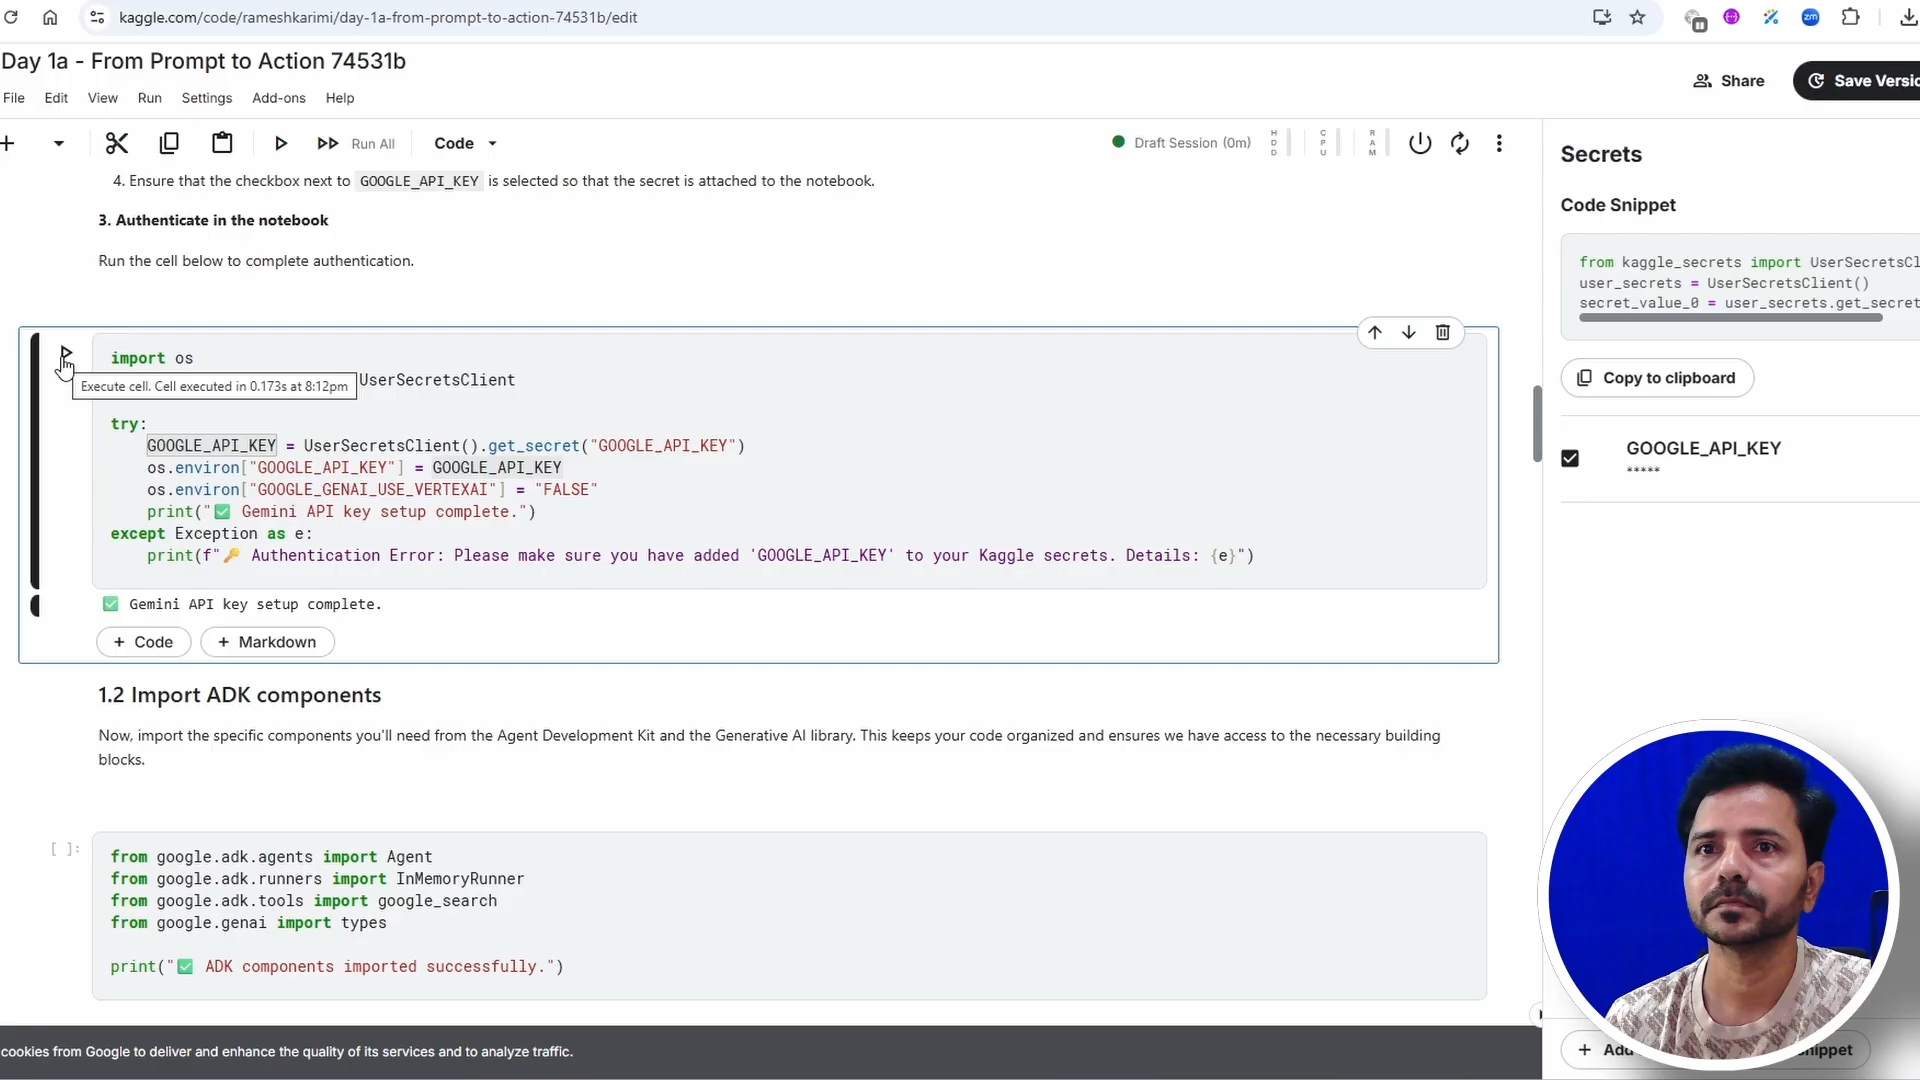 kaggle.com/code/rameshkarimi/day-1a-from-prompt-to-action-74531b/edit
zm
Day 1a - From Prompt to Action 74531b
File Edit View Run Settings Add-ons Help
Share
Save Versio
Run All
Code
Draft Session (0m)
HDD
CPU
RAM
4. Ensure that the checkbox next to GOOGLE_API_KEY is selected so that the secret is attached to the notebook.
3. Authenticate in the notebook
Run the cell below to complete authentication.
import os
UserSecretsClient
Execute cell. Cell executed in 0.173s at 8:12pm
try:
GOOGLE_API_KEY = UserSecretsClient().get_secret("GOOGLE_API_KEY")
os.environ["GOOGLE_API_KEY"] = GOOGLE_API_KEY
os.environ["GOOGLE_GENAI_USE_VERTEXAI"] = "FALSE"
print("✅ Gemini API key setup complete.")
except Exception as e:
print(f"🔑 Authentication Error: Please make sure you have added 'GOOGLE_API_KEY' to your Kaggle secrets. Details: {e}")
✅ Gemini API key setup complete.
+ Code + Markdown
1.2 Import ADK components
Now, import the specific components you'll need from the Agent Development Kit and the Generative AI library. This keeps your code organized and ensures we have access to the necessary building
blocks.
[ ]:
from google.adk.agents import Agent
from google.adk.runners import InMemoryRunner
from google.adk.tools import google_search
from google.genai import types
print("✅ ADK components imported successfully.")
cookies from Google to deliver and enhance the quality of its services and to analyze traffic.
Secrets
Code Snippet
from kaggle_secrets import UserSecretsCl
user_secrets = UserSecretsClient()
secret_value_0 = user_secrets.get_secret
Copy to clipboard
GOOGLE_API_KEY
*****
+ Add
nippet